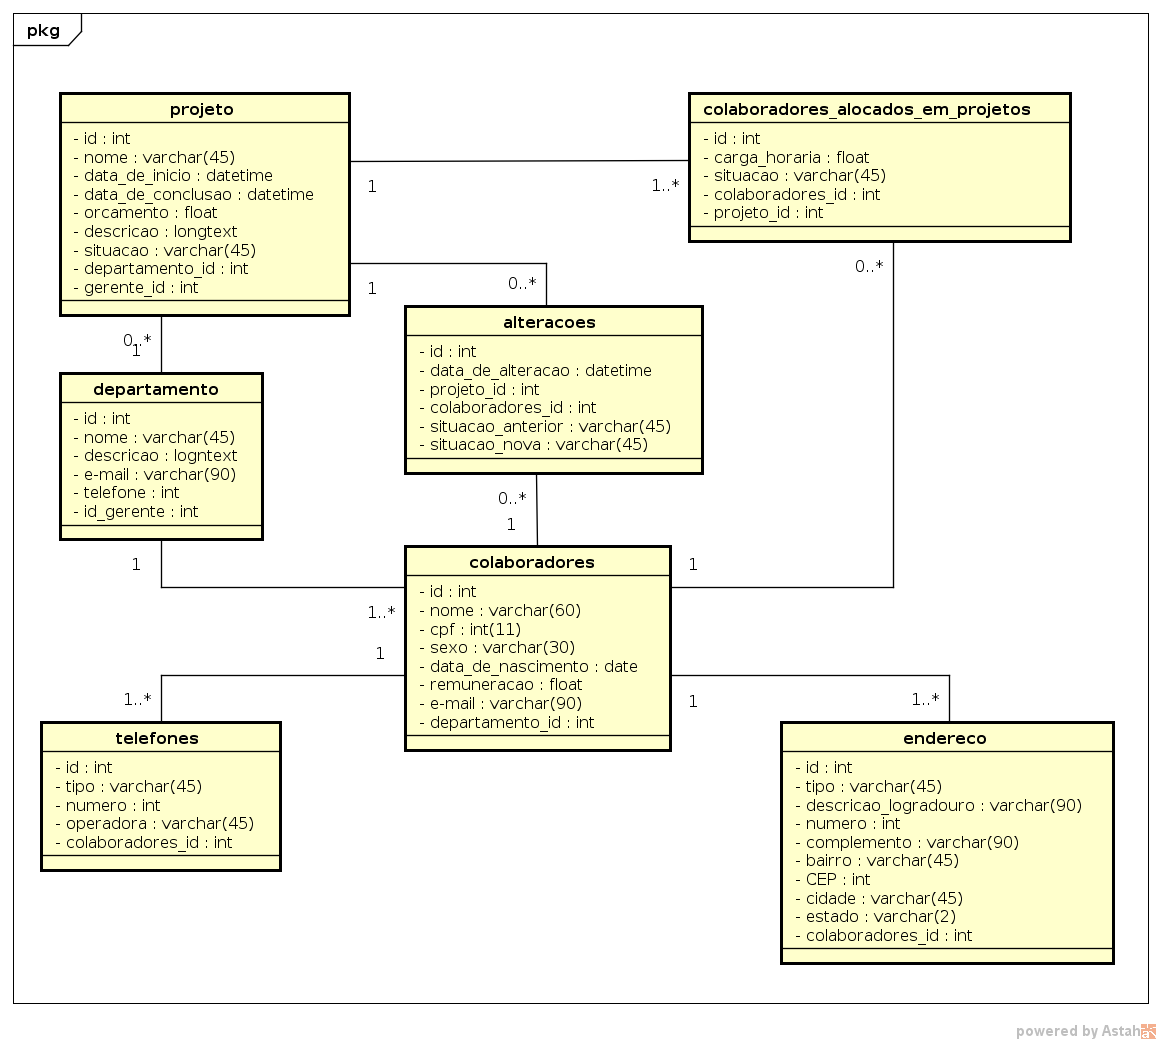 pkg
projeto
- id : int
- nome : varchar(45)
- data_de_inicio : datetime
- data_de_conclusao : datetime
- orcamento : float
- descricao : longtext
- situacao : varchar(45)
- departamento_id : int
- gerente_id : int
1
1..*
colaboradores_alocados_em_projetos
- id : int
- carga_horaria : float
- situacao : varchar(45)
- colaboradores_id : int
- projeto_id : int
0..*
1
0..*
alteracoes
- id : int
- data_de_alteracao : datetime
- projeto_id : int
- colaboradores_id : int
- situacao_anterior : varchar(45)
- situacao_nova : varchar(45)
0..*
1
0..*
1
departamento
- id : int
- nome : varchar(45)
- descricao : logntext
- e-mail : varchar(90)
- telefone : int
- id_gerente : int
1
1..*
1
colaboradores
- id : int
- nome : varchar(60)
- cpf : int(11)
- sexo : varchar(30)
- data_de_nascimento : date
- remuneracao : float
- e-mail : varchar(90)
- departamento_id : int
1
1..*
1
1..*
telefones
- id : int
- tipo : varchar(45)
- numero : int
- operadora : varchar(45)
- colaboradores_id : int
endereco
- id : int
- tipo : varchar(45)
- descricao_logradouro : varchar(90)
- numero : int
- complemento : varchar(90)
- bairro : varchar(45)
- CEP : int
- cidade : varchar(45)
- estado : varchar(2)
- colaboradores_id : int
powered by Astah